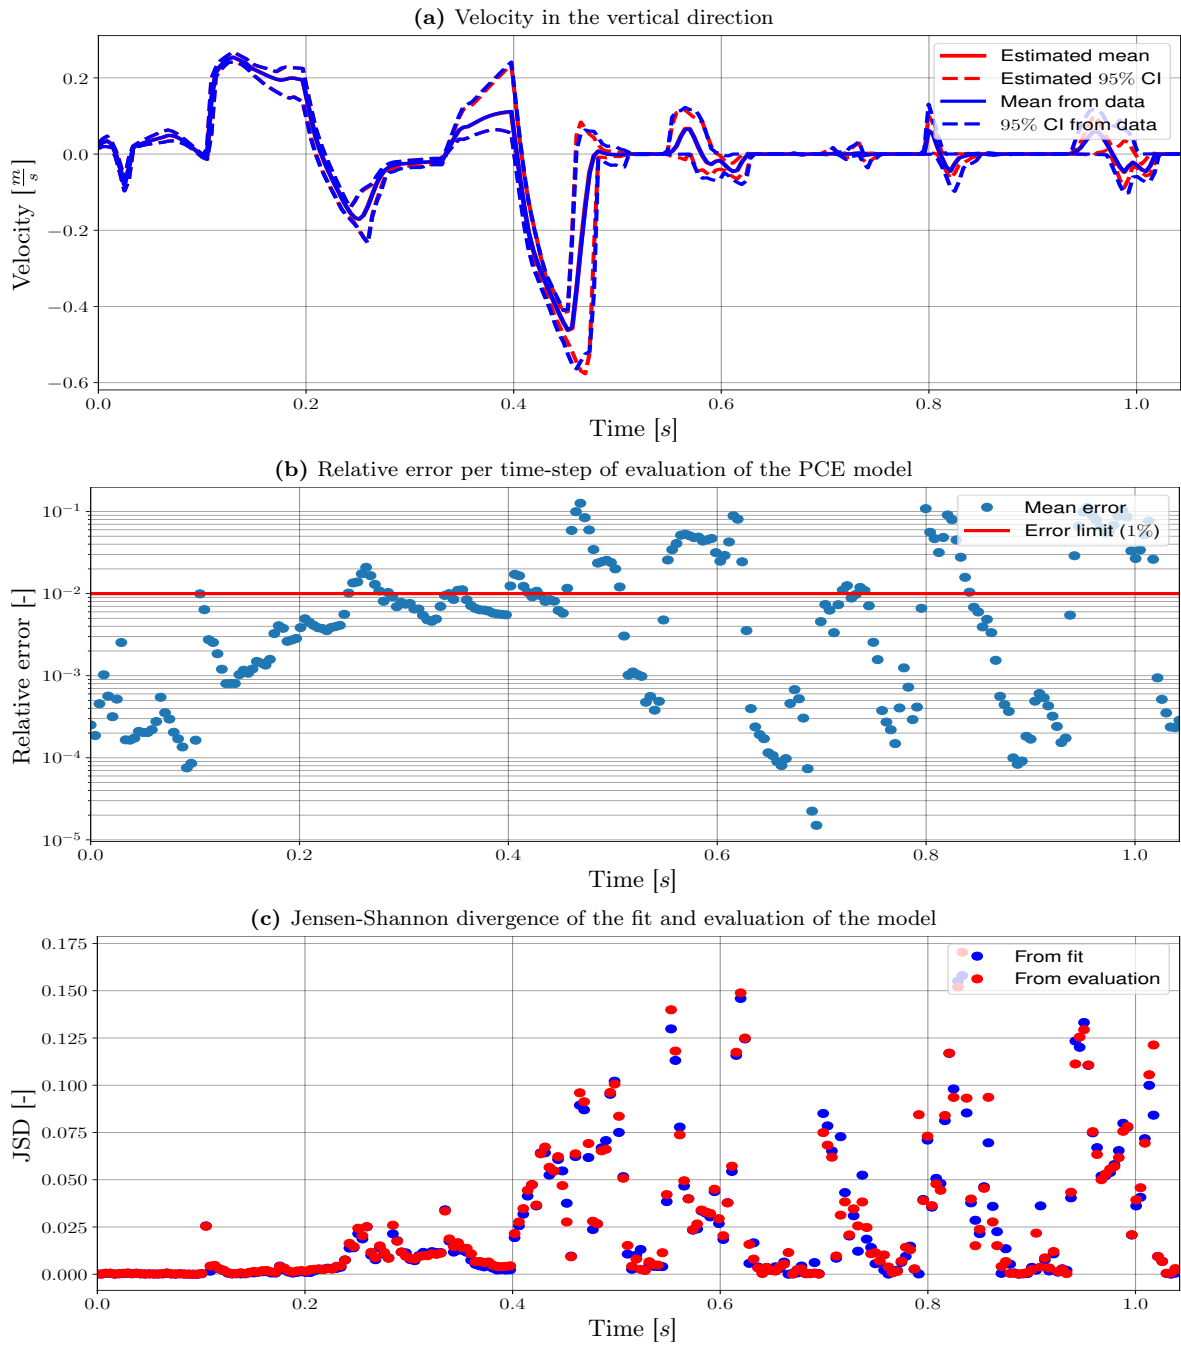 (a) Velocity in the vertical direction
Estimated mean
Estimated 95% CI
Mean from data
95% CI from data
0.2
0.0
−0.2
−0.4
−0.6
Velocity [m/s]
0.0 0.2 0.4 0.6 0.8 1.0
Time [s]
(b) Relative error per time-step of evaluation of the PCE model
Mean error
Error limit (1%)
10⁻¹
10⁻²
10⁻³
10⁻⁴
10⁻⁵
Relative error [-]
0.0 0.2 0.4 0.6 0.8 1.0
Time [s]
(c) Jensen-Shannon divergence of the fit and evaluation of the model
From fit
From evaluation
0.175
0.150
0.125
0.100
0.075
0.050
0.025
0.000
JSD [-]
0.0 0.2 0.4 0.6 0.8 1.0
Time [s]